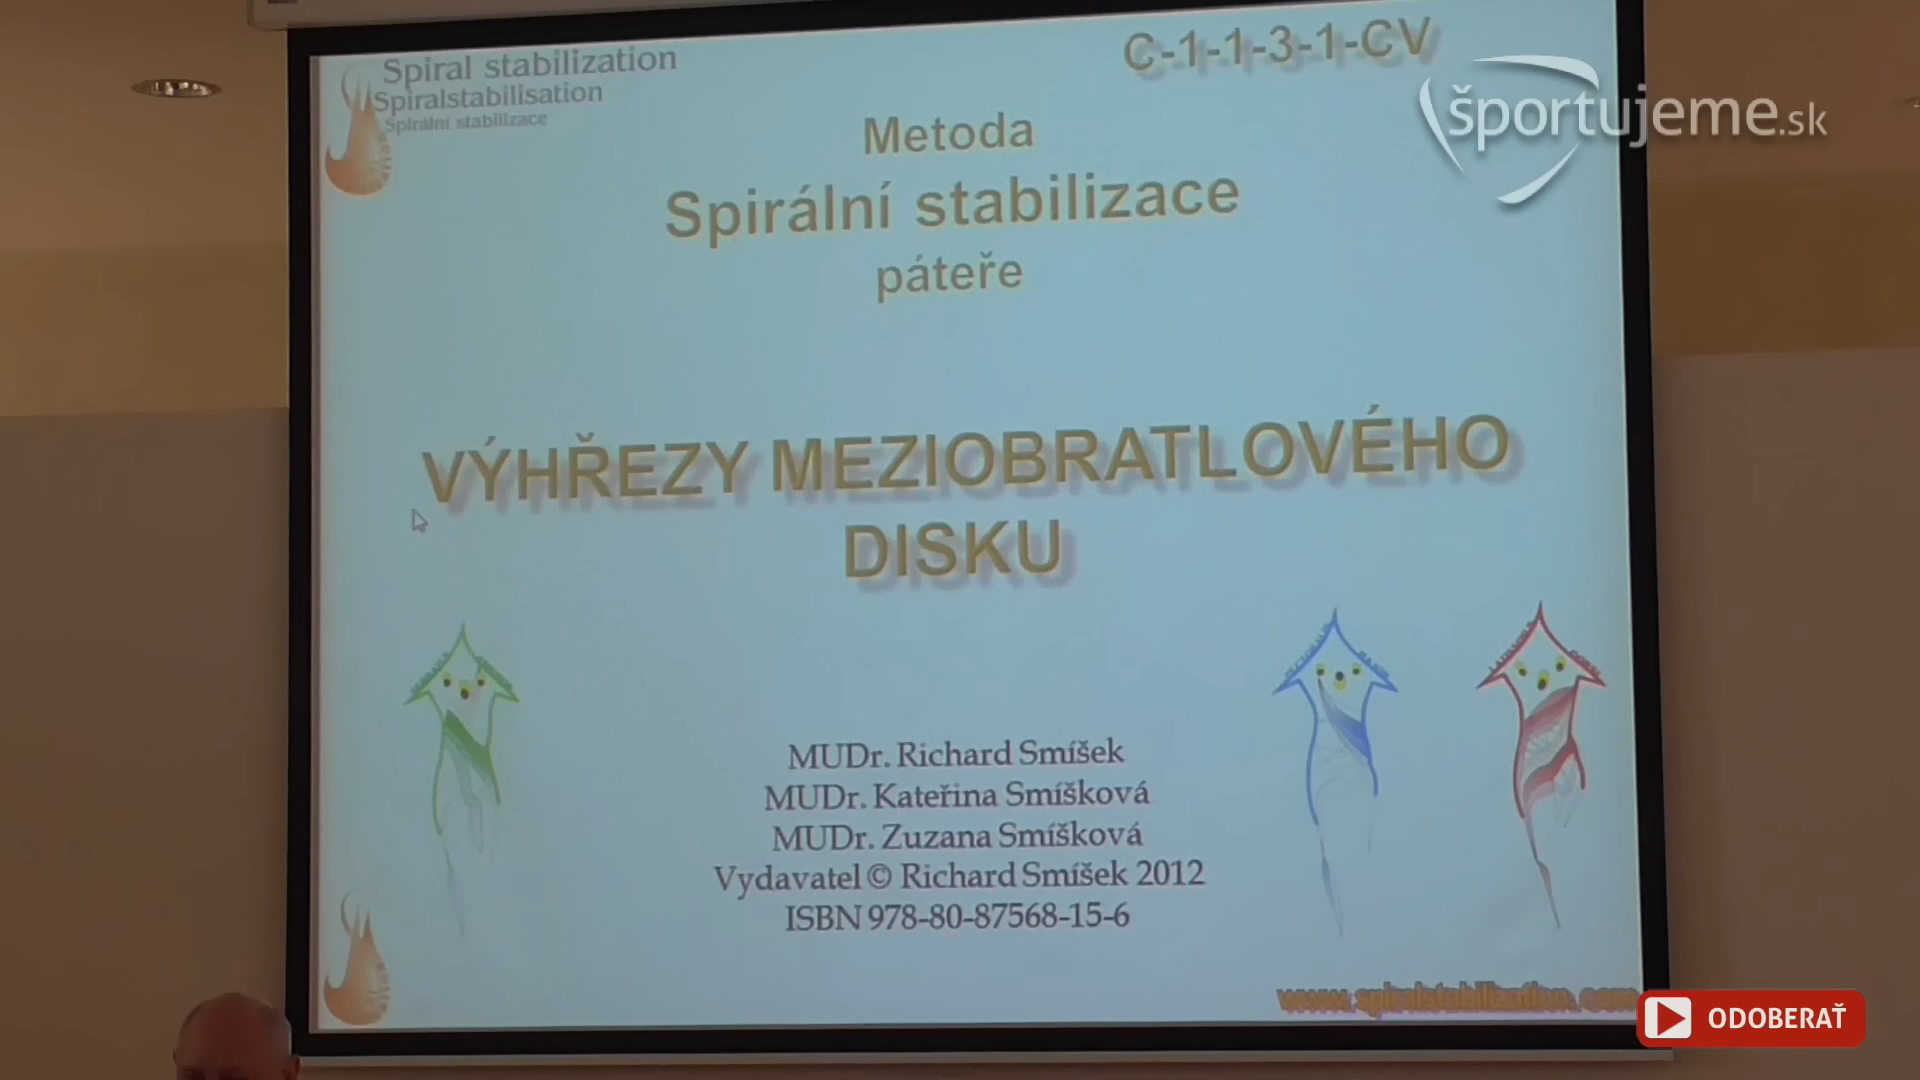 Spiral stabilization
Spiralstabilisation
Spirální stabilizace
C-1-1-3-1-CV
športujeme.sk
Metoda
Spirální stabilizace
páteře
VÝHŘEZY MEZIOBRATLOVÉHO
DISKU
MUDr. Richard Smíšek
MUDr. Kateřina Smíšková
MUDr. Zuzana Smíšková
Vydavatel © Richard Smíšek 2012
ISBN 978-80-87568-15-6
www.spiralstabilization.com
ODOBERAŤ